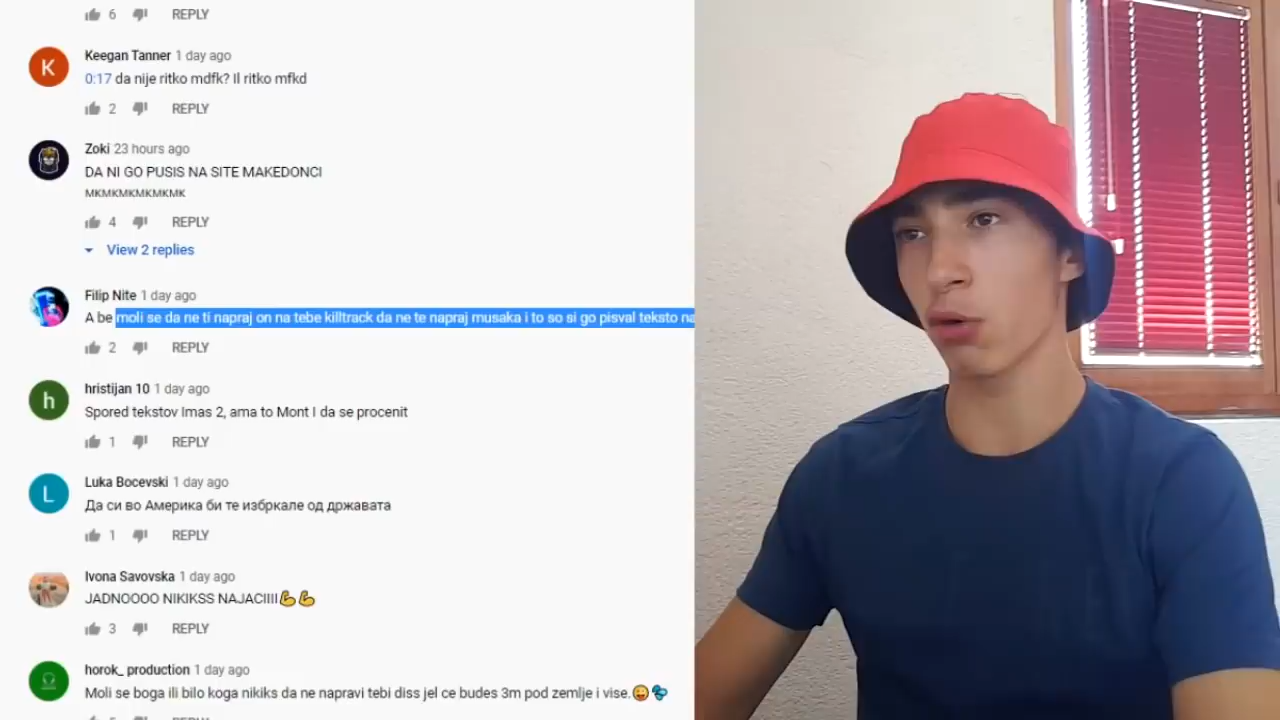 6 REPLY
Keegan Tanner 1 day ago
0:17 da nije ritko mdfk? Il ritko mfkd
2 REPLY
Zoki 23 hours ago
DA NI GO PUSIS NA SITE MAKEDONCI
мкмкмкмкмкмк
4 REPLY
View 2 replies
Filip Nite 1 day ago
A be moli se da ne ti napraj on na tebe killtrack da ne te napraj musaka i to so si go pisval teksto na
2 REPLY
hristijan 10 1 day ago
Spored tekstov Imas 2, ama to Mont I da se procenit
1 REPLY
Luka Bocevski 1 day ago
Да си во Америка би те избркале од државата
1 REPLY
Ivona Savovska 1 day ago
JADNOOOO NIKIKSS NAJACIIII💪💪
3 REPLY
horok_ production 1 day ago
Moli se boga ili bilo koga nikiks da ne napravi tebi diss jel ce budes 3m pod zemlje i vise.😜💦